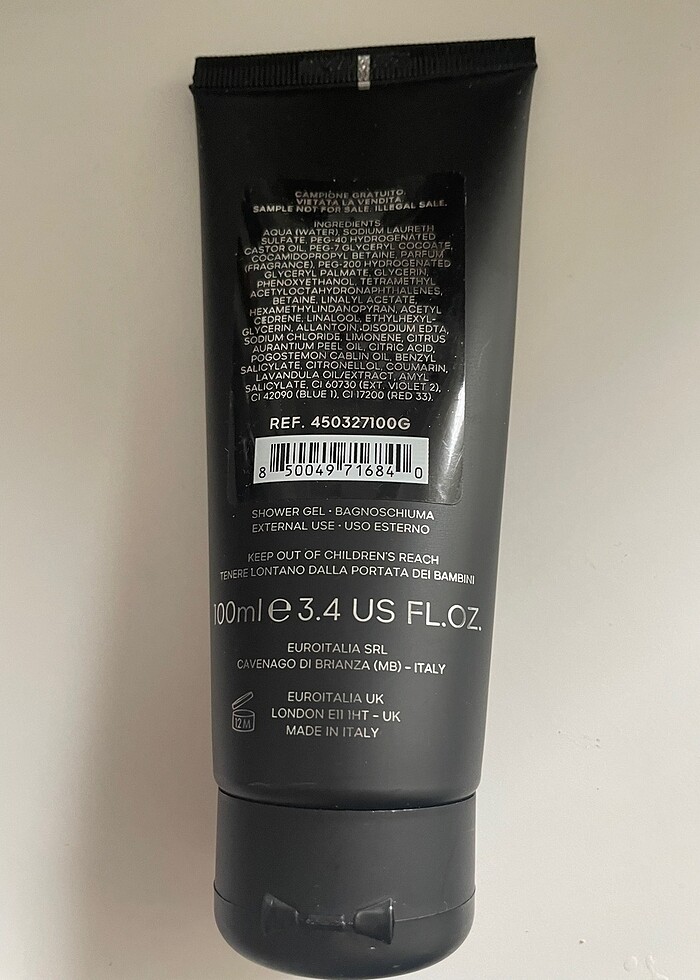 CAMPIONE GRATUITO.
VIETATA LA VENDITA.
SAMPLE NOT FOR SALE. ILLEGAL SALE.
INGREDIENTS
AQUA (WATER), SODIUM LAURETH
SULFATE, PEG-40 HYDROGENATED
CASTOR OIL, PEG-7 GLYCERYL COCOATE,
COCAMIDOPROPYL BETAINE, PARFUM
(FRAGRANCE), PEG-200 HYDROGENATED
GLYCERYL PALMATE, GLYCERIN,
PHENOXYETHANOL, TETRAMETHYL
ACETYLOCTAHYDRONAPHTHALENES,
BETAINE, LINALYL ACETATE,
HEXAMETHYLINDANOPYRAN, ACETYL
CEDRENE, LINALOOL, ETHYLHEXYL-
GLYCERIN, ALLANTOIN, DISODIUM EDTA,
SODIUM CHLORIDE, LIMONENE, CITRUS
AURANTIUM PEEL OIL, CITRIC ACID,
POGOSTEMON CABLIN OIL, BENZYL
SALICYLATE, CITRONELLOL, COUMARIN,
LAVANDULA OIL/EXTRACT, AMYL
SALICYLATE, CI 60730 (EXT. VIOLET 2),
CI 42090 (BLUE 1), CI 17200 (RED 33).
REF. 450327100G
8 50049 71684 0
SHOWER GEL · BAGNOSCHIUMA
EXTERNAL USE · USO ESTERNO
KEEP OUT OF CHILDREN'S REACH
TENERE LONTANO DALLA PORTATA DEI BAMBINI
100ml e 3.4 US FL.OZ.
EUROITALIA SRL
CAVENAGO DI BRIANZA (MB) – ITALY
EUROITALIA UK
LONDON E11 1HT – UK
MADE IN ITALY
12 M